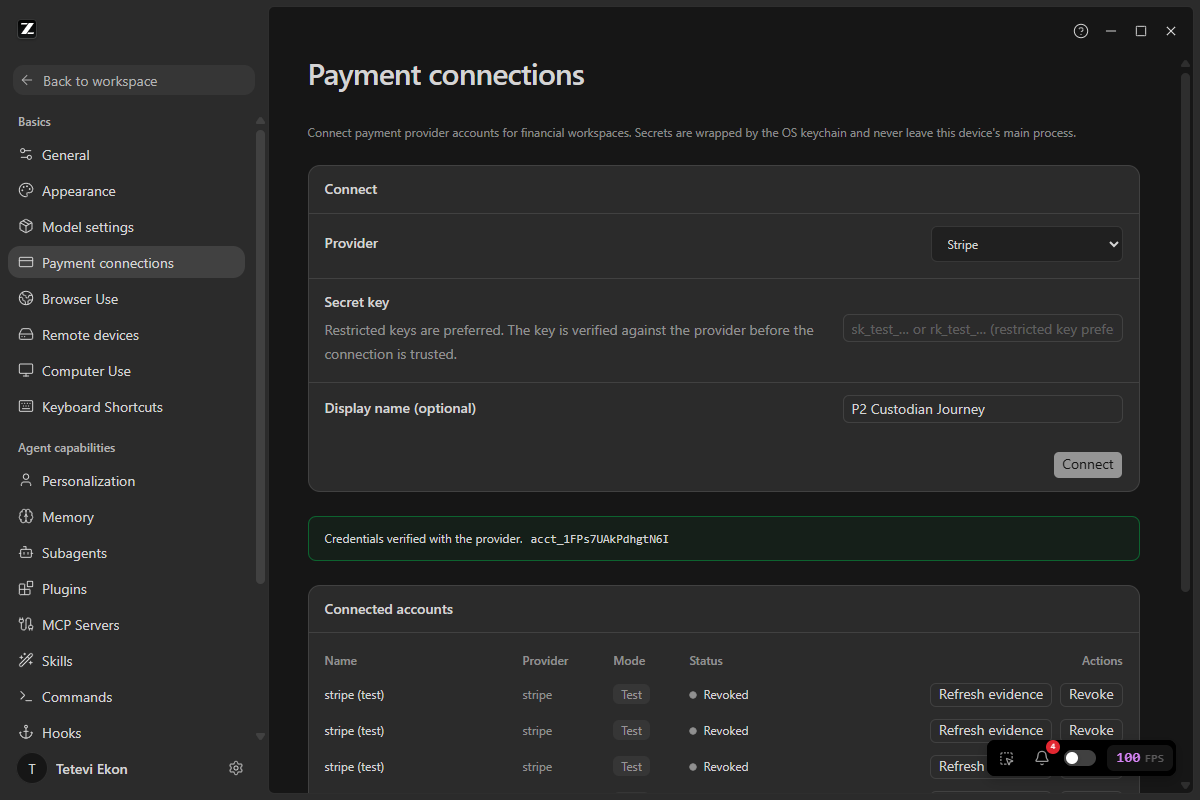 Z
Back to workspace
Basics
General
Appearance
Model settings
Payment connections
Browser Use
Remote devices
Computer Use
Keyboard Shortcuts
Agent capabilities
Personalization
Memory
Subagents
Plugins
MCP Servers
Skills
Commands
Hooks
T Tetevi Ekon
Payment connections
Connect payment provider accounts for financial workspaces. Secrets are wrapped by the OS keychain and never leave this device's main process.
Connect
Provider Stripe
Secret key
Restricted keys are preferred. The key is verified against the provider before the
connection is trusted.
sk_test_... or rk_test_... (restricted key prefe
Display name (optional) P2 Custodian Journey
Connect
Credentials verified with the provider. acct_1FPs7UAkPdhgtN6I
Connected accounts
Name Provider Mode Status Actions
stripe (test) stripe Test Revoked Refresh evidence Revoke
stripe (test) stripe Test Revoked Refresh evidence Revoke
stripe (test) stripe Test Revoked Refresh
4
100 FPS